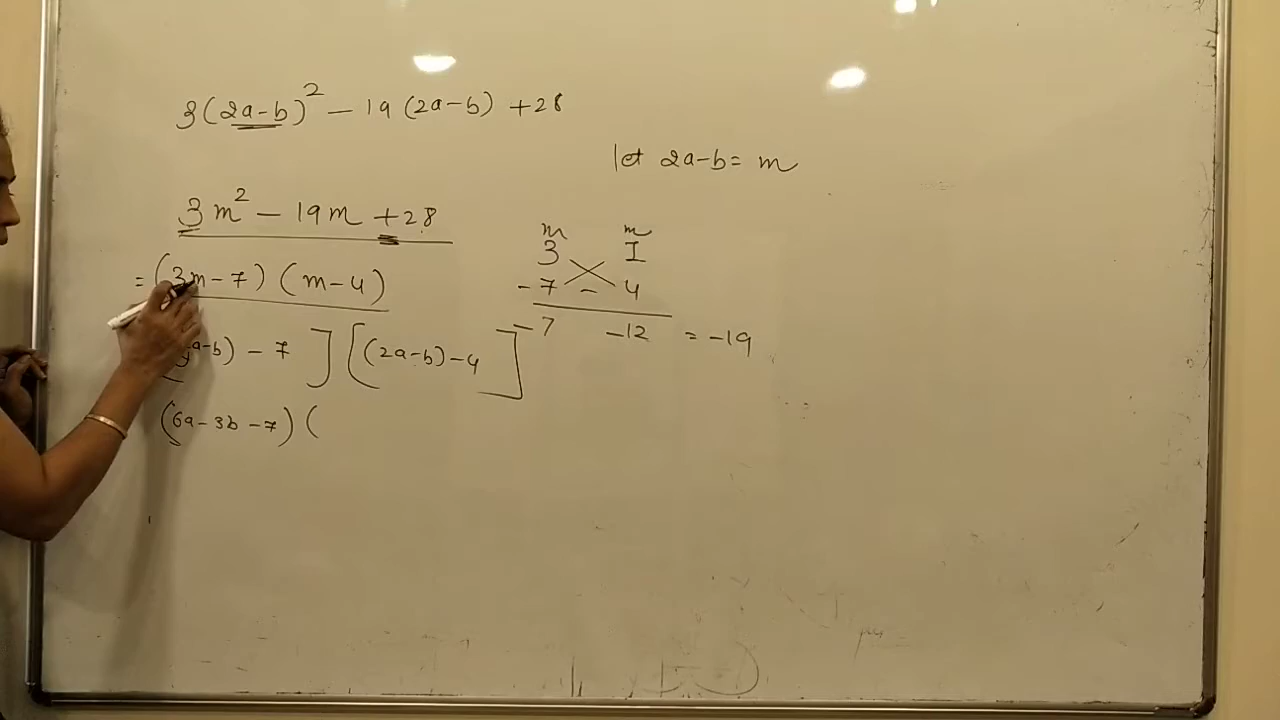 3(2a-b)² - 19(2a-b) + 28
let 2a-b = m
3m² - 19m + 28
m m
3 1
= (3m-7) (m-4)
-7 - 4
-7 -12 = -19
a-b) - 7 ] [(2a-b) - 4 ]
(6a - 3b - 7) (